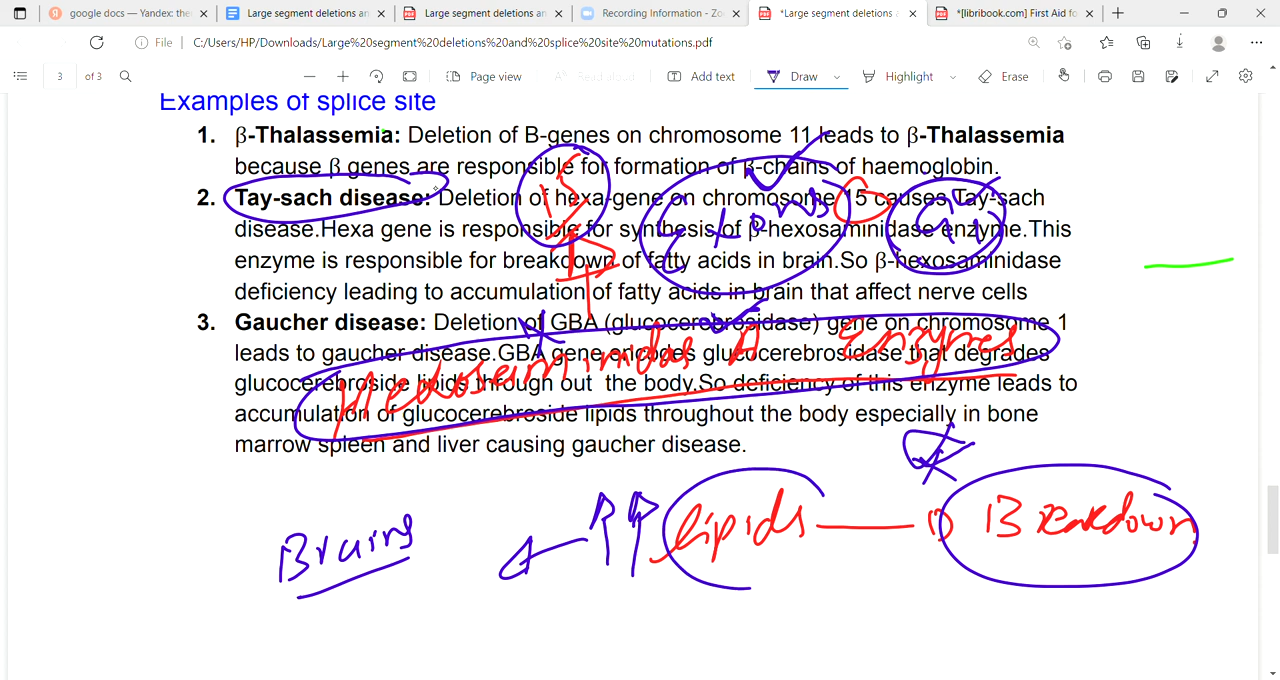 google docs — Yandex: the
Large segment deletions an
Large segment deletions an
Recording Information - Zo
*Large segment deletions a
*[libribook.com] First Aid fo
File C:/Users/HP/Downloads/Large%20segment%20deletions%20and%20splice%20site%20mutations.pdf
3 of 3 Page view Read aloud Add text Draw Highlight Erase
Examples of splice site
1. β-Thalassemia: Deletion of B-genes on chromosome 11 leads to β-Thalassemia
because β genes are responsible for formation of β-chains of haemoglobin.
2. Tay-sach disease: Deletion of hexa-gene on chromosome 15 causes Tay-sach
disease.Hexa gene is responsible for synthesis of β-hexosaminidase enzyme.This
enzyme is responsible for breakdown of fatty acids in brain.So β-hexosaminidase
deficiency leading to accumulation of fatty acids in brain that affect nerve cells
3. Gaucher disease: Deletion of GBA (glucocerebrosidase) gene on chromosome 1
leads to gaucher disease.GBA gene encodes glucocerebrosidase that degrades
glucocerebroside lipids through out the body.So deficiency of this enzyme leads to
accumulation of glucocerebroside lipids throughout the body especially in bone
marrow spleen and liver causing gaucher disease.
15
A Enzymes
lipids Breakdown
Brains